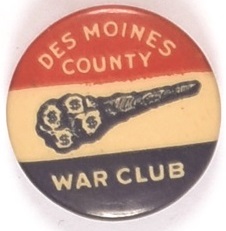 DES MOINES
COUNTY
$ $
$ $
WAR CLUB